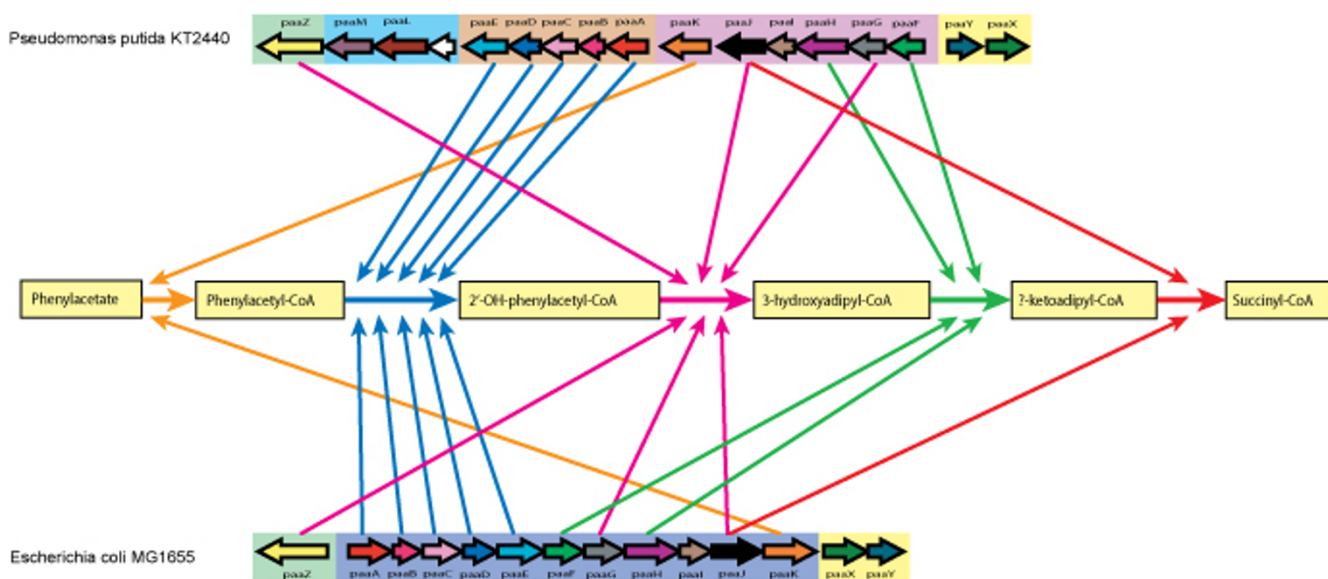 paaZ paaM paaL paaE paaD paaC paaB paaA paaK paaJ paaI paaH paaG paaF paaY paaX
Pseudomonas putida KT2440
Phenylacetate Phenylacetyl-CoA 2'-OH-phenylacetyl-CoA 3-hydroxyadipyl-CoA ?-ketoadipyl-CoA Succinyl-CoA
Escherichia coli MG1655
paaZ paaA paaB paaC paaD paaE paaF paaG paaH paaI paaJ paaK paaX paaY